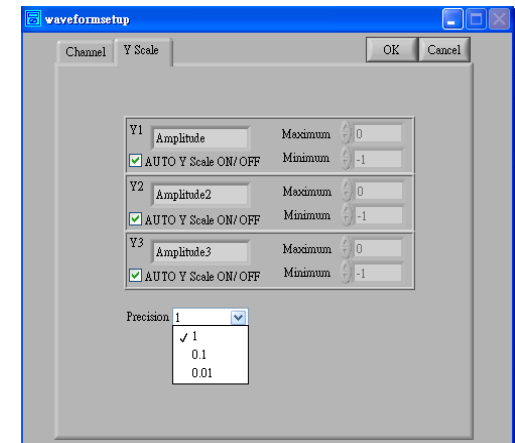 waveformsetup
Channel
Y Scale
OK
Cancel
Y1
Amplitude
Maximum 0
AUTO Y Scale ON/OFF
Minimum -1
Y2
Amplitude2
Maximum 0
AUTO Y Scale ON/OFF
Minimum -1
Y3
Amplitude3
Maximum 0
AUTO Y Scale ON/OFF
Minimum -1
Precision 1
✓ 1
0.1
0.01